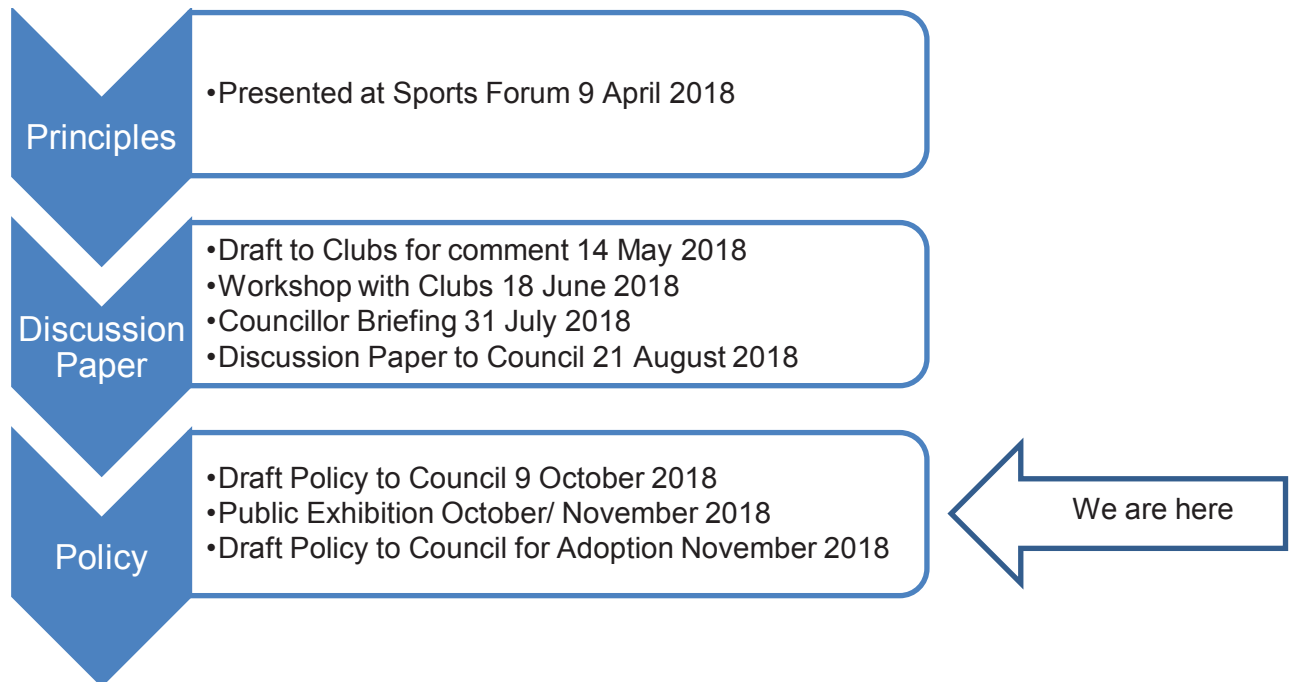 Principles
•Presented at Sports Forum 9 April 2018
Discussion
Paper
•Draft to Clubs for comment 14 May 2018
•Workshop with Clubs 18 June 2018
•Councillor Briefing 31 July 2018
•Discussion Paper to Council 21 August 2018
Policy
•Draft Policy to Council 9 October 2018
•Public Exhibition October/ November 2018
•Draft Policy to Council for Adoption November 2018
We are here